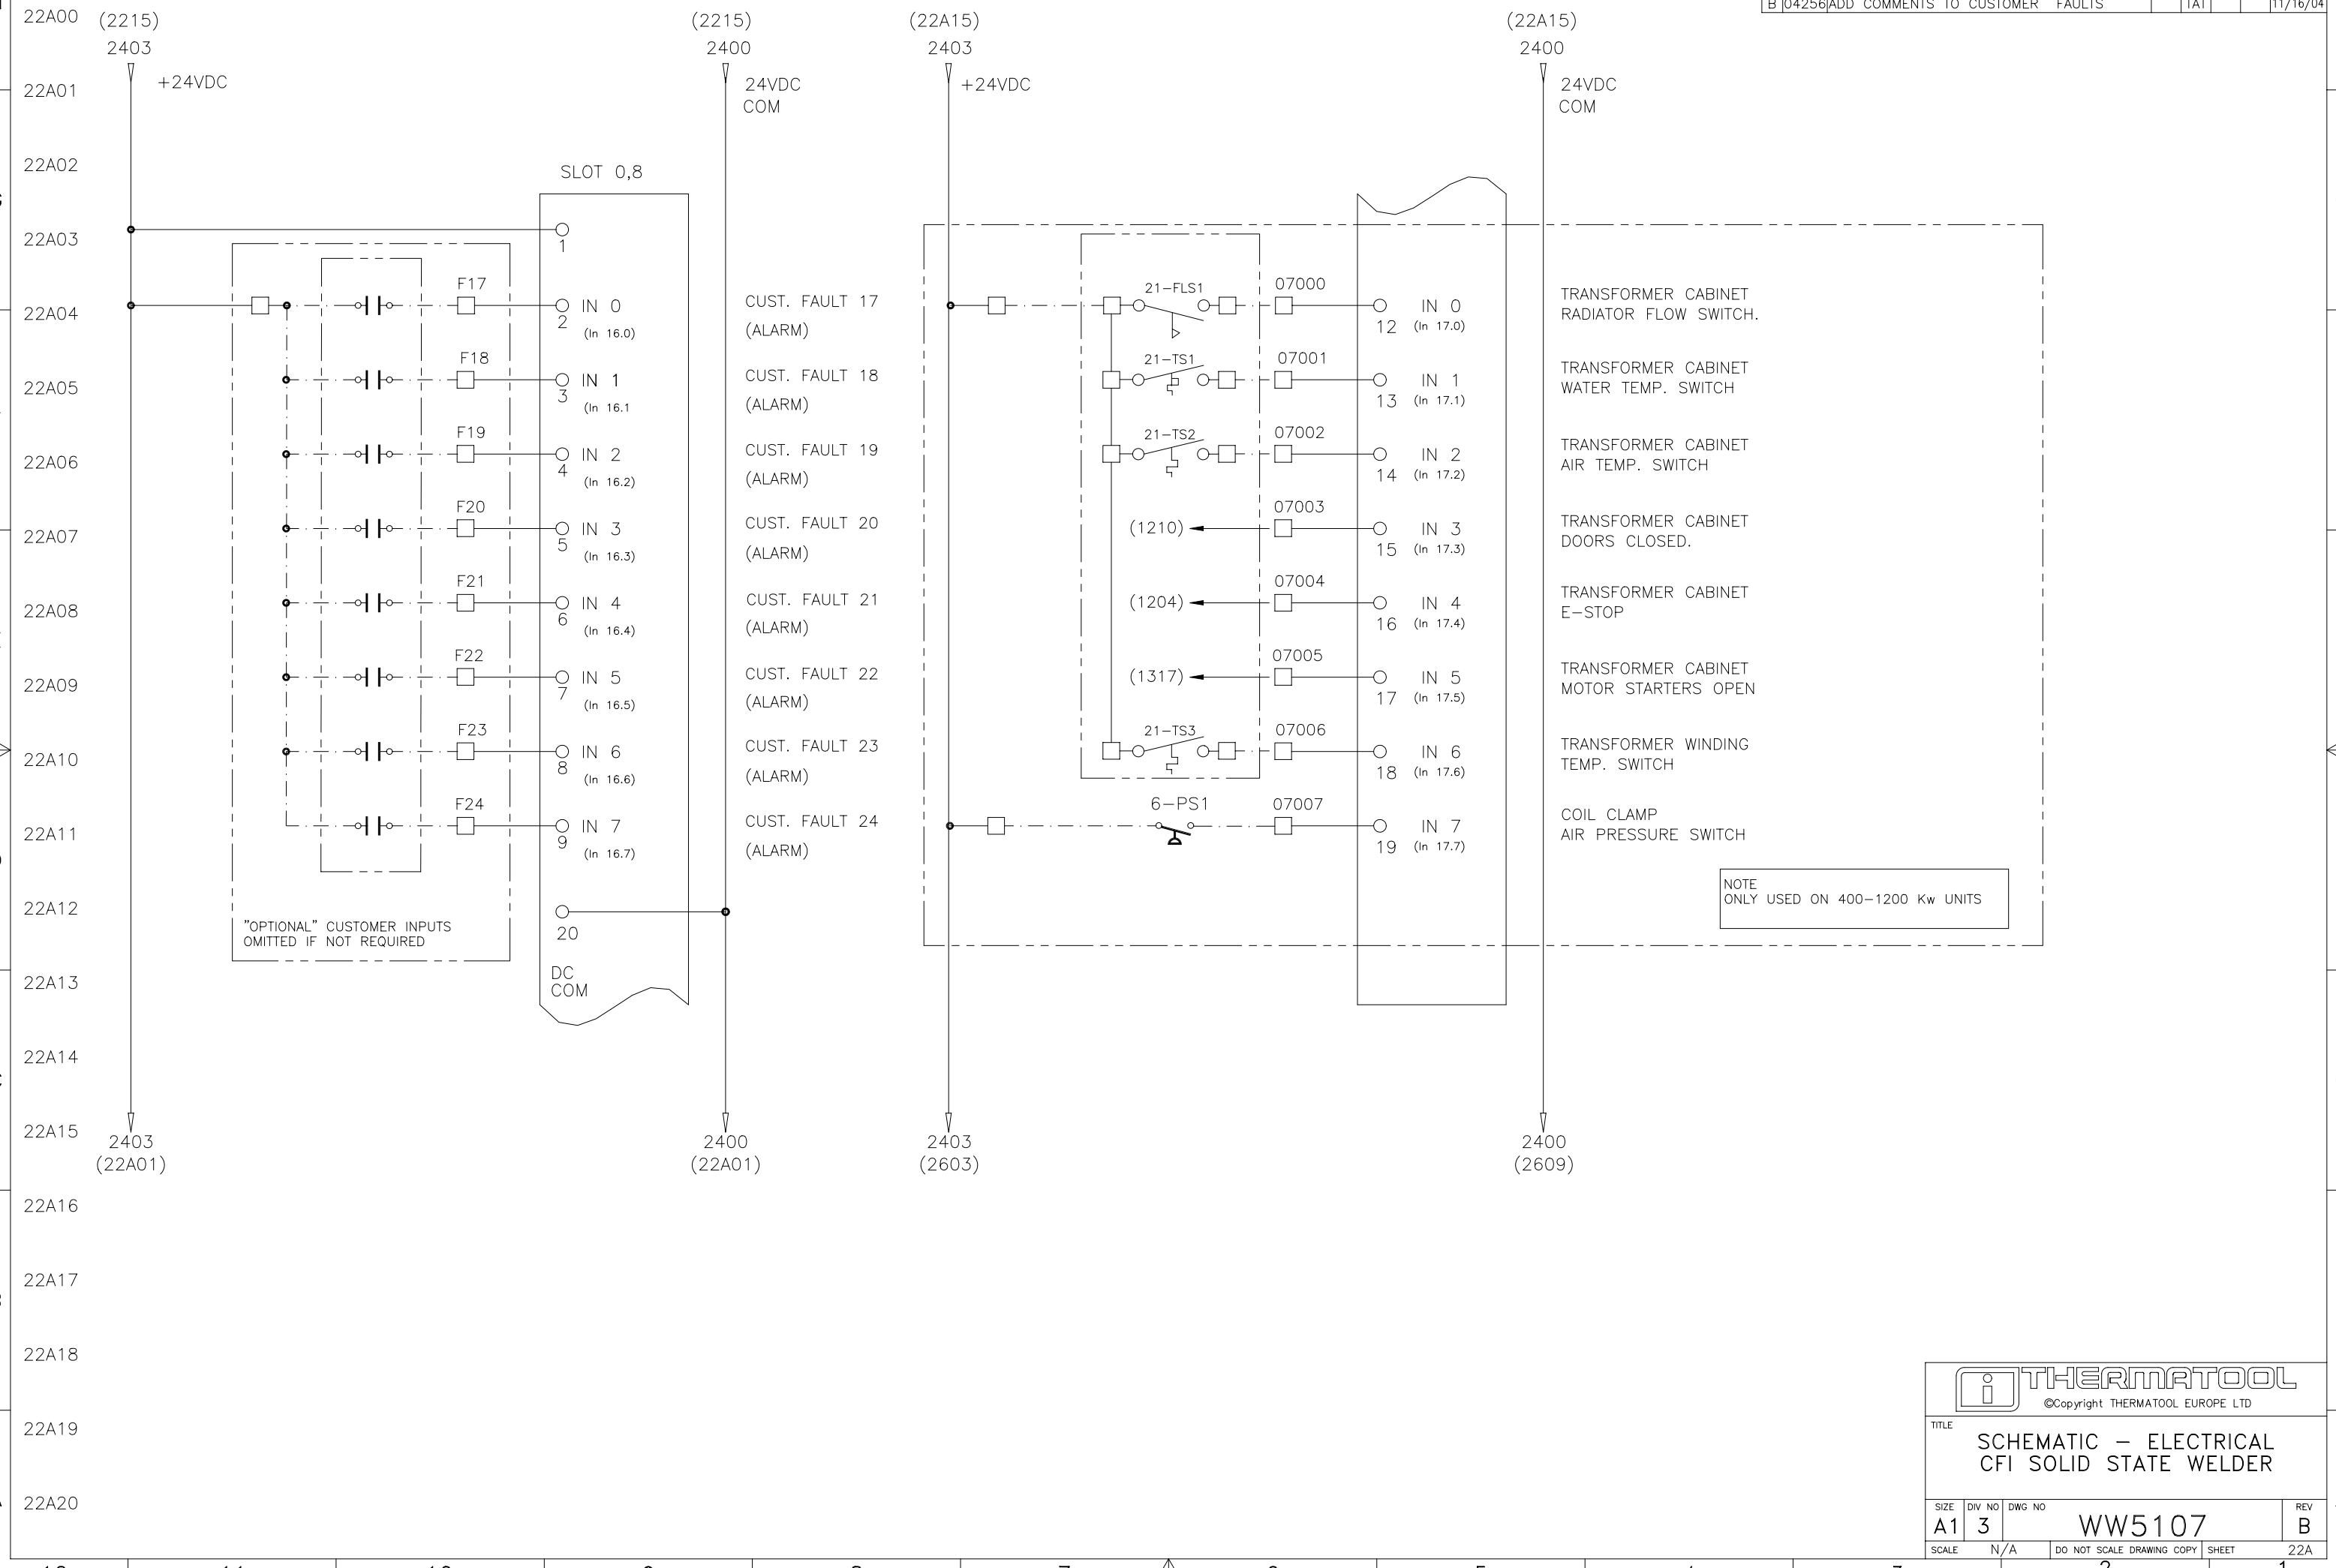 B 04256 ADD COMMENTS TO CUSTOMER FAULTS TAT 11/16/04
22A00
22A01
22A02
22A03
22A04
22A05
22A06
22A07
22A08
22A09
22A10
22A11
22A12
22A13
22A14
22A15
22A16
22A17
22A18
22A19
22A20
(2215)
2403
+24VDC
(2215)
2400
24VDC
COM
SLOT 0,8
1
F17
2
IN 0
(In 16.0)
CUST. FAULT 17
(ALARM)
F18
3
IN 1
(In 16.1
CUST. FAULT 18
(ALARM)
F19
4
IN 2
(In 16.2)
CUST. FAULT 19
(ALARM)
F20
5
IN 3
(In 16.3)
CUST. FAULT 20
(ALARM)
F21
6
IN 4
(In 16.4)
CUST. FAULT 21
(ALARM)
F22
7
IN 5
(In 16.5)
CUST. FAULT 22
(ALARM)
F23
8
IN 6
(In 16.6)
CUST. FAULT 23
(ALARM)
F24
9
IN 7
(In 16.7)
CUST. FAULT 24
(ALARM)
20
DC
COM
"OPTIONAL" CUSTOMER INPUTS
OMITTED IF NOT REQUIRED
2403
(22A01)
2400
(22A01)
(22A15)
2403
+24VDC
(22A15)
2400
24VDC
COM
21-FLS1
07000
12
IN 0
(In 17.0)
TRANSFORMER CABINET
RADIATOR FLOW SWITCH.
21-TS1
07001
13
IN 1
(In 17.1)
TRANSFORMER CABINET
WATER TEMP. SWITCH
21-TS2
07002
14
IN 2
(In 17.2)
TRANSFORMER CABINET
AIR TEMP. SWITCH
(1210)
07003
15
IN 3
(In 17.3)
TRANSFORMER CABINET
DOORS CLOSED.
(1204)
07004
16
IN 4
(In 17.4)
TRANSFORMER CABINET
E-STOP
(1317)
07005
17
IN 5
(In 17.5)
TRANSFORMER CABINET
MOTOR STARTERS OPEN
21-TS3
07006
18
IN 6
(In 17.6)
TRANSFORMER WINDING
TEMP. SWITCH
6-PS1
07007
19
IN 7
(In 17.7)
COIL CLAMP
AIR PRESSURE SWITCH
NOTE
ONLY USED ON 400-1200 Kw UNITS
2403
(2603)
2400
(2609)
THERMATOOL
©Copyright THERMATOOL EUROPE LTD
TITLE
SCHEMATIC - ELECTRICAL
CFI SOLID STATE WELDER
SIZE
A1
DIV NO
3
DWG NO
WW5107
REV
B
SCALE N/A
DO NOT SCALE DRAWING COPY
SHEET 22A